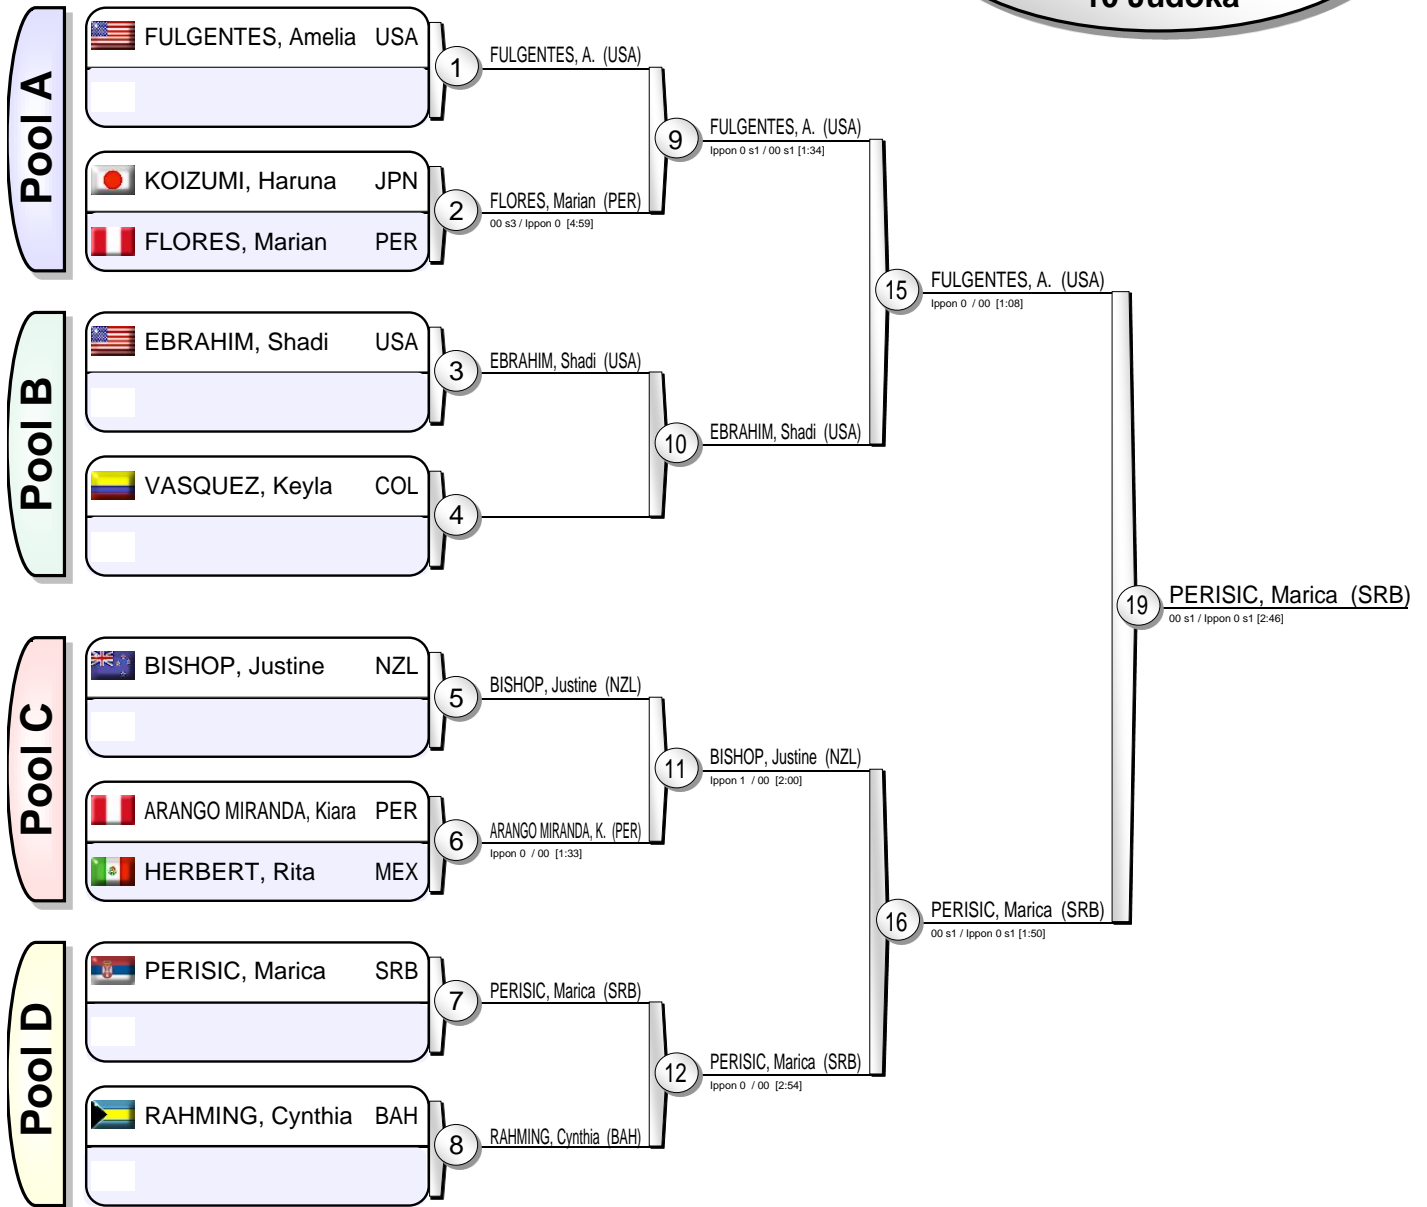 10 Judoka
Pool A
FULGENTES, Amelia USA
1
FULGENTES, A. (USA)
KOIZUMI, Haruna JPN
FLORES, Marian PER
2
FLORES, Marian (PER)
00 s3 / Ippon 0 [4:59]
9
FULGENTES, A. (USA)
Ippon 0 s1 / 00 s1 [1:34]
Pool B
EBRAHIM, Shadi USA
3
EBRAHIM, Shadi (USA)
VASQUEZ, Keyla COL
4
10
EBRAHIM, Shadi (USA)
15
FULGENTES, A. (USA)
Ippon 0 / 00 [1:08]
Pool C
BISHOP, Justine NZL
5
BISHOP, Justine (NZL)
ARANGO MIRANDA, Kiara PER
HERBERT, Rita MEX
6
ARANGO MIRANDA, K. (PER)
Ippon 0 / 00 [1:33]
11
BISHOP, Justine (NZL)
Ippon 1 / 00 [2:00]
Pool D
PERISIC, Marica SRB
7
PERISIC, Marica (SRB)
RAHMING, Cynthia BAH
8
RAHMING, Cynthia (BAH)
12
PERISIC, Marica (SRB)
Ippon 0 / 00 [2:54]
16
PERISIC, Marica (SRB)
00 s1 / Ippon 0 s1 [1:50]
19
PERISIC, Marica (SRB)
00 s1 / Ippon 0 s1 [2:46]